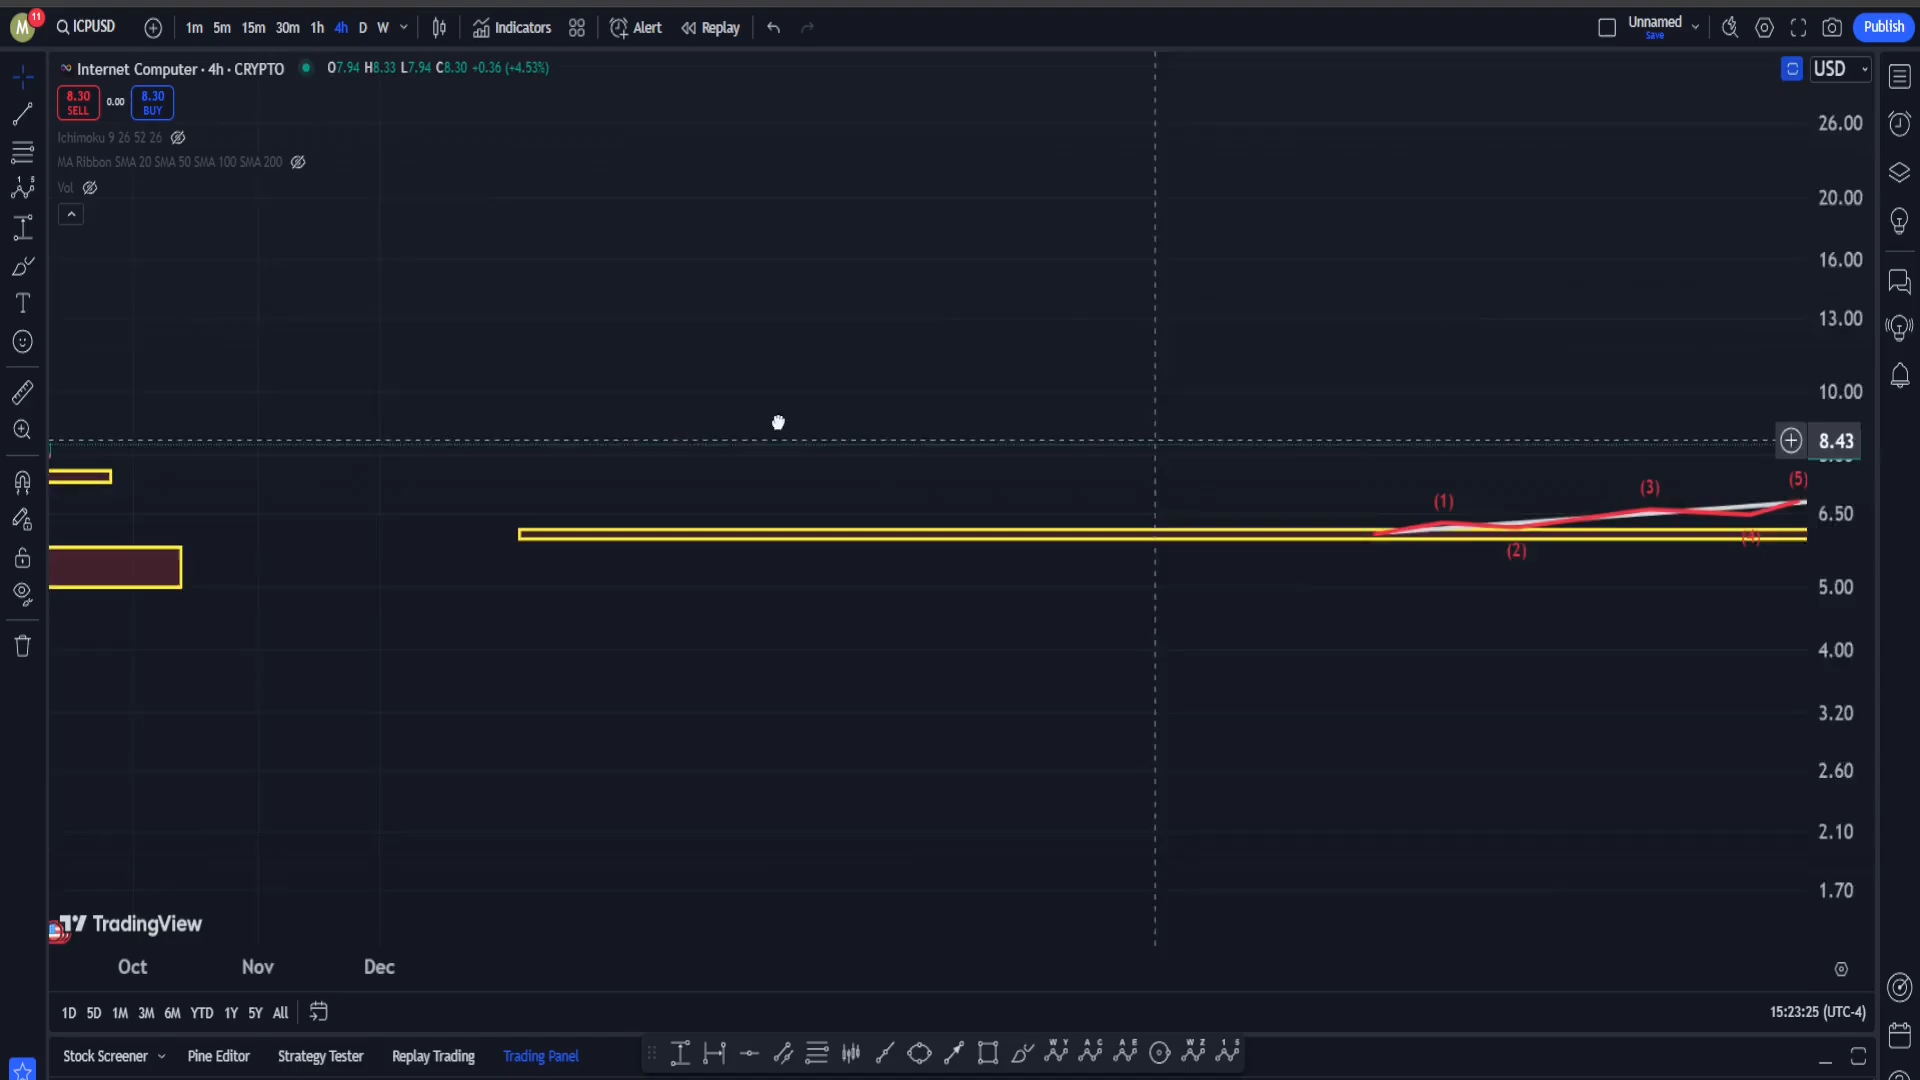 M 11 ICPUSD 1m 5m 15m 30m 1h 4h D W Indicators Alert Replay Unnamed Save Publish
Internet Computer · 4h · CRYPTO O7.94 H8.33 L7.94 C8.30 +0.36 (+4.53%) USD
8.30 SELL 0.00 8.30 BUY
Ichimoku 9 26 52 26
MA Ribbon SMA 20 SMA 50 SMA 100 SMA 200
Vol
26.00
20.00
16.00
13.00
10.00
8.43
6.50
5.00
4.00
3.20
2.60
2.10
1.70
(1)
(2)
(3)
(4)
(5)
TradingView
Oct Nov Dec
1D 5D 1M 3M 6M YTD 1Y 5Y All 15:23:25 (UTC-4)
Stock Screener Pine Editor Strategy Tester Replay Trading Trading Panel